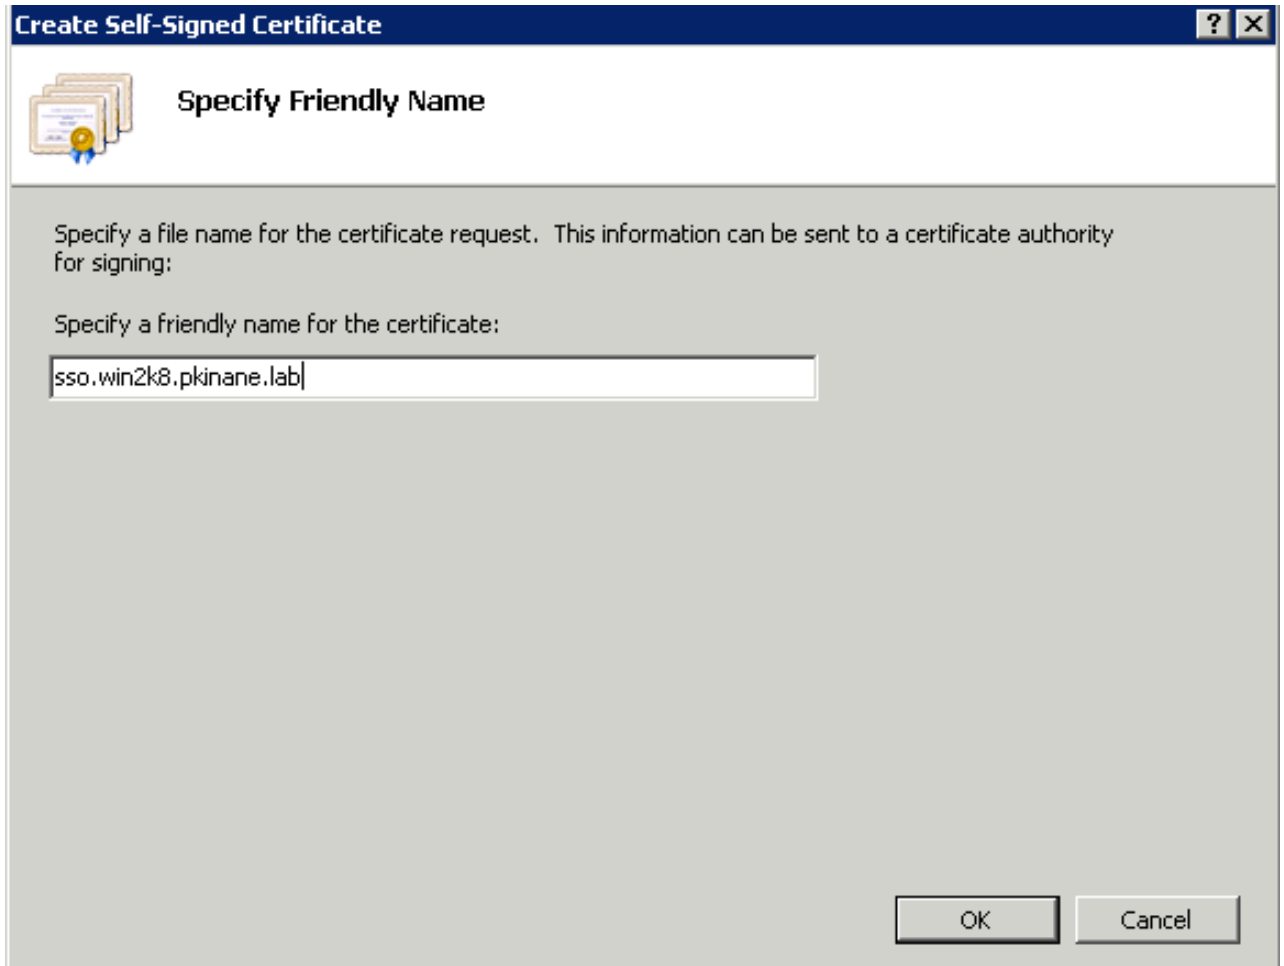 Create Self-Signed Certificate
Specify Friendly Name
Specify a file name for the certificate request.  This information can be sent to a certificate authority
for signing:
Specify a friendly name for the certificate:
sso.win2k8.pkinane.lab
OK
Cancel